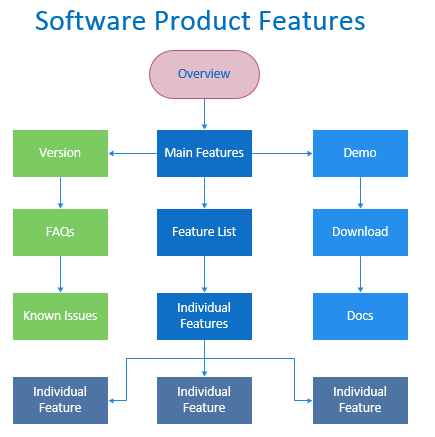 Software Product Features
Overview
Version
Main Features
Demo
FAQs
Feature List
Download
Known Issues
Individual
Features
Docs
Individual
Feature
Individual
Feature
Individual
Feature